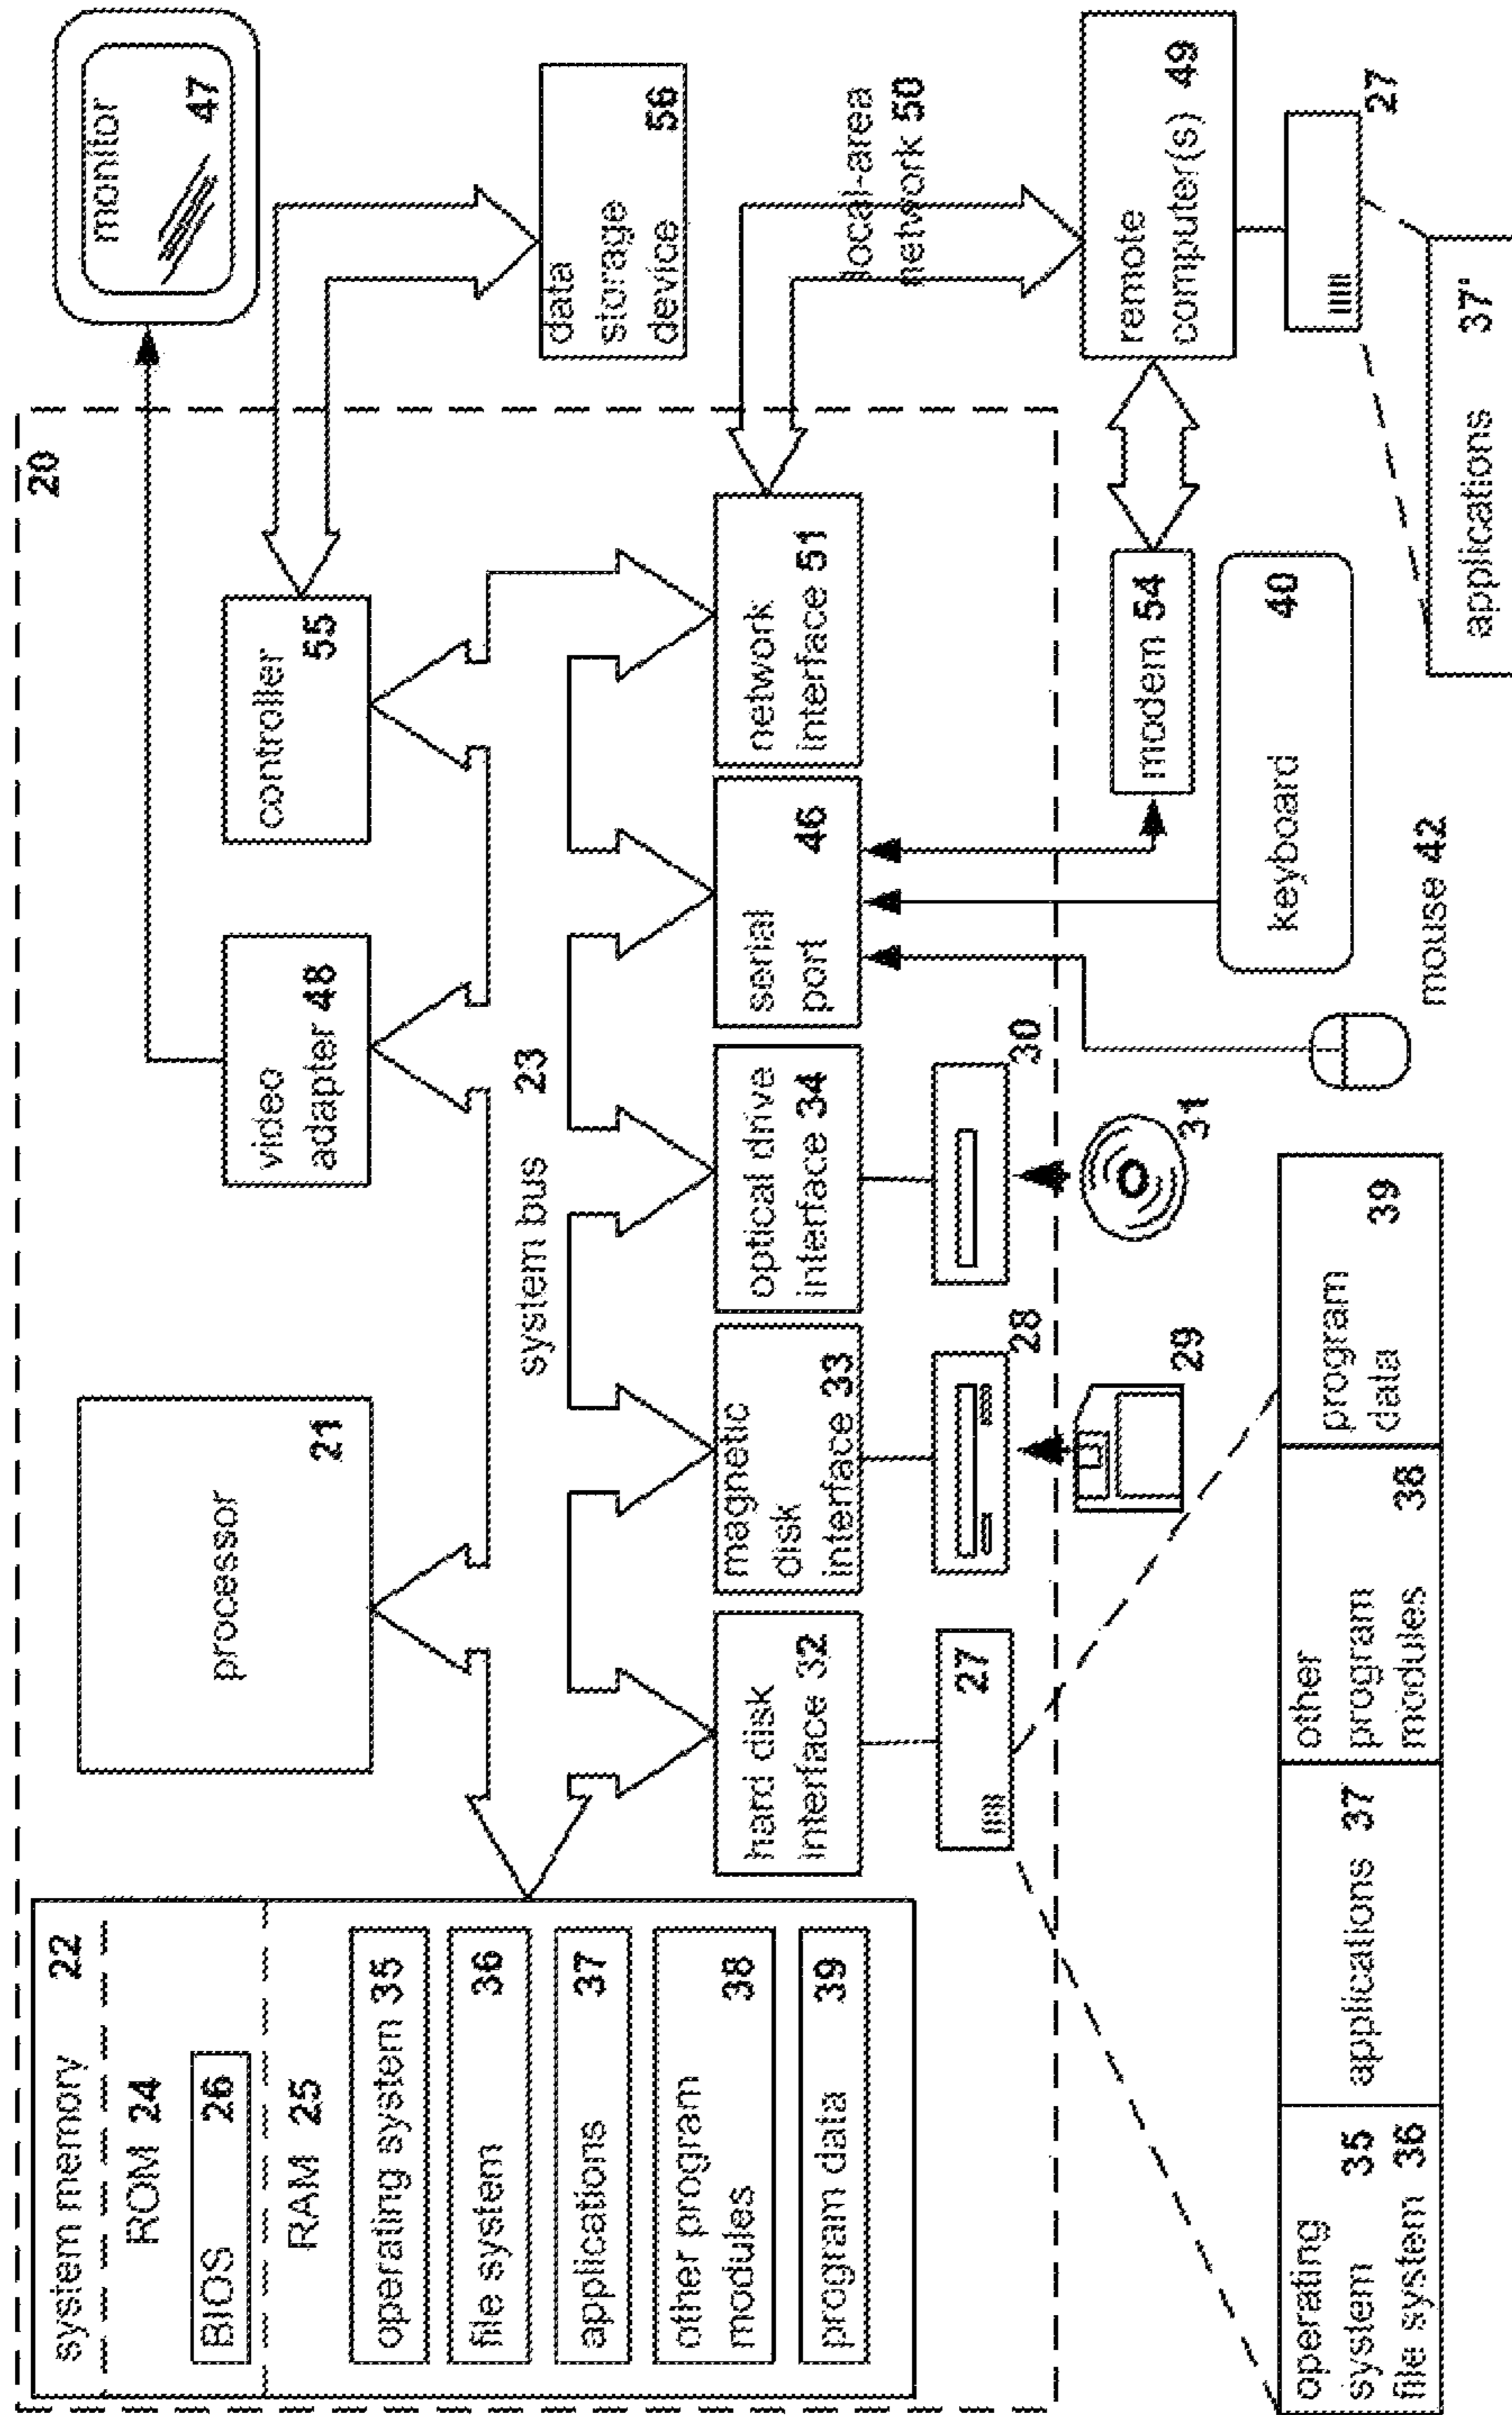 20
system memory 22
ROM 24
BIOS 26
RAM 25
operating system 35
file system 36
applications 37
other program
modules 38
program data 39
processor
21
video
adapter 48
controller
55
monitor
47
system bus 23
data
storage
device 56
hard disk
interface 32
magnetic
disk
interface 33
optical drive
interface 34
serial
port 46
network
interface 51
local-area
network 50
27
28
30
29
31
modem 54
remote
computer(s) 49
keyboard
40
mouse 42
27
operating
system 35
file system 36
applications 37
other
program
modules 38
program
data 39
applications 37'